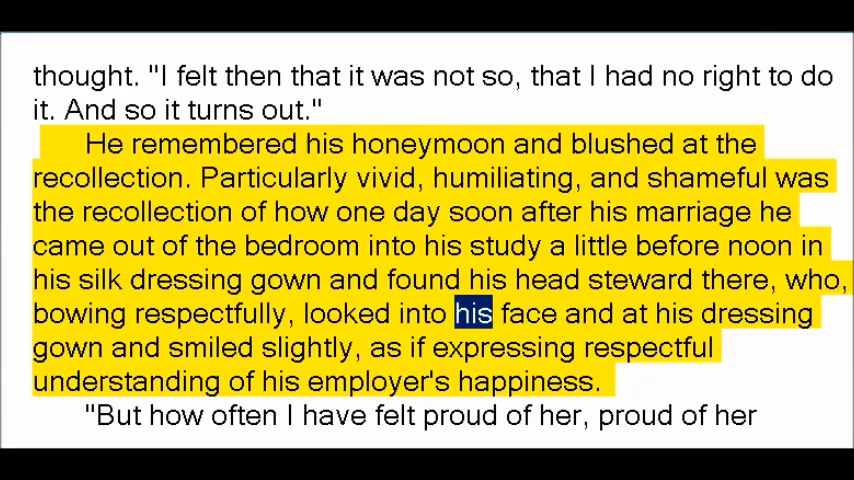 thought. "I felt then that it was not so, that I had no right to do
it. And so it turns out."
He remembered his honeymoon and blushed at the
recollection. Particularly vivid, humiliating, and shameful was
the recollection of how one day soon after his marriage he
came out of the bedroom into his study a little before noon in
his silk dressing gown and found his head steward there, who,
bowing respectfully, looked into his face and at his dressing
gown and smiled slightly, as if expressing respectful
understanding of his employer's happiness.
"But how often I have felt proud of her, proud of her